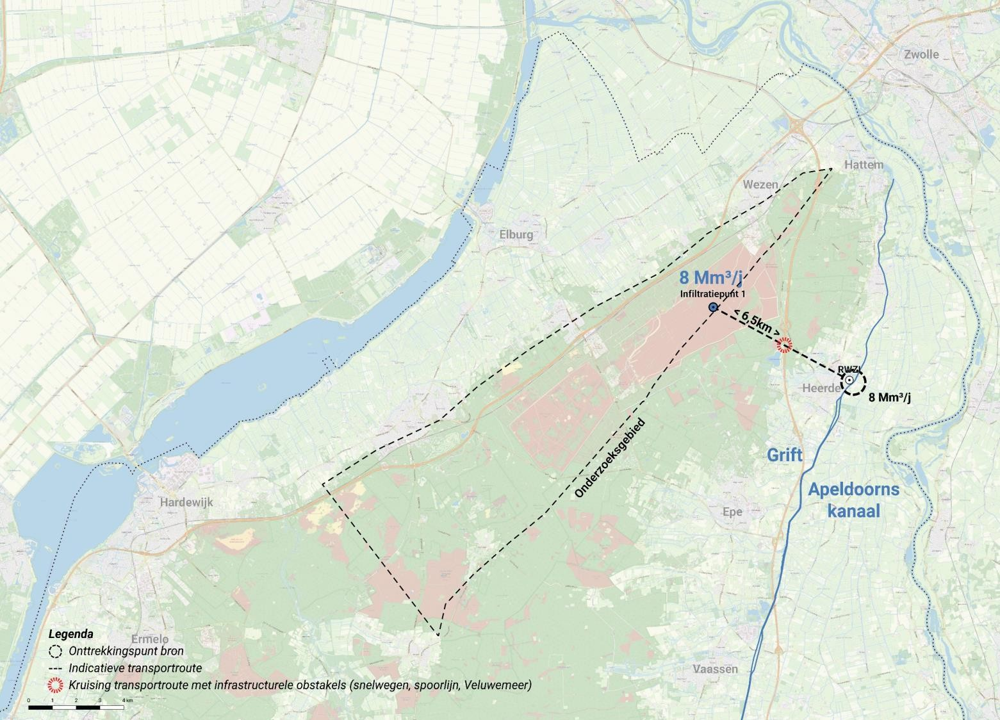 Zwolle
Hattem
Wezen
Elburg
8 Mm³/j
Infiltratiepunt 1
< 6,5km >
RWZI
Heerde
8 Mm³/j
Onderzoeksgebied
Grift
Apeldoorns
kanaal
Hardewijk
Epe
Ermelo
Vaassen
Legenda
Onttrekkingspunt bron
Indicatieve transportroute
Kruising transportroute met infrastructurele obstakels (snelwegen, spoorlijn, Veluwemeer)
0 1 2 3 4 km